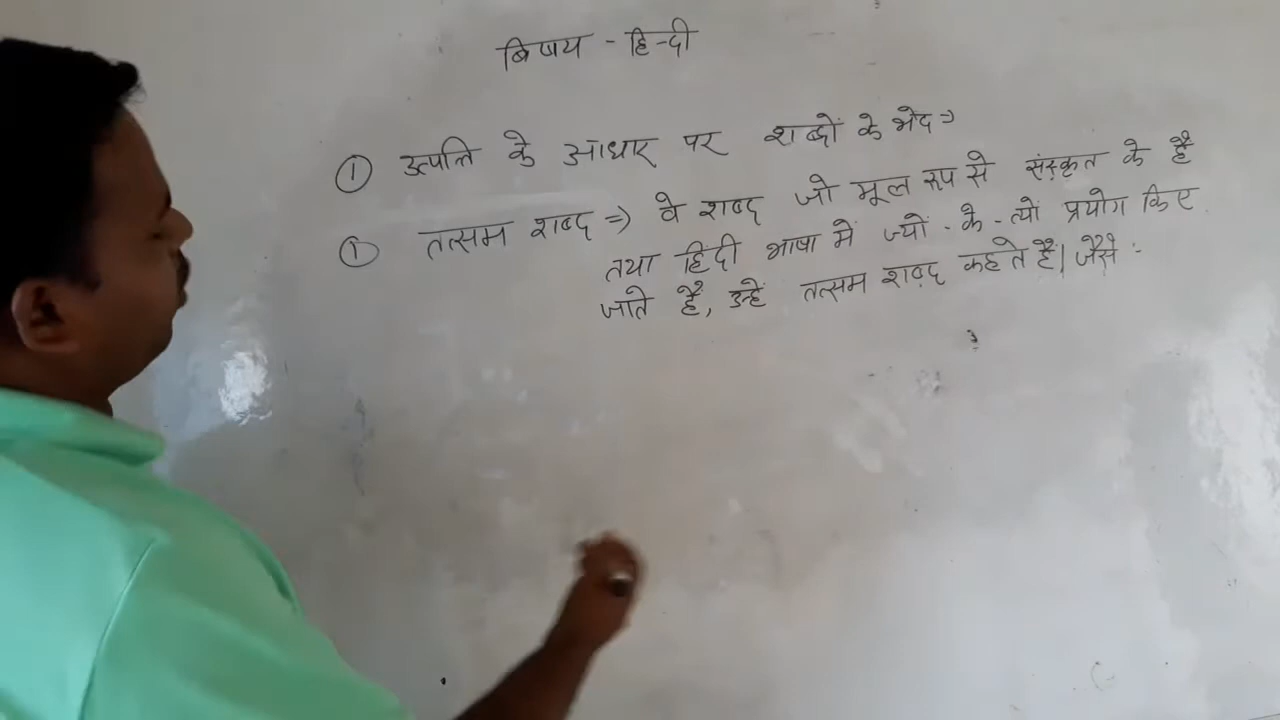 बिषय - हिन्दी
① उत्पत्ति के आधार पर शब्दों के भेद ⇒
① तत्सम शब्द ⇒ वे शब्द जो मूल रूप से संस्कृत के है
तथा हिंदी भाषा में ज्यों - के - त्यों प्रयोग किए
जाते हैं, उन्हें तत्सम शब्द कहते हैं। जैसे :-